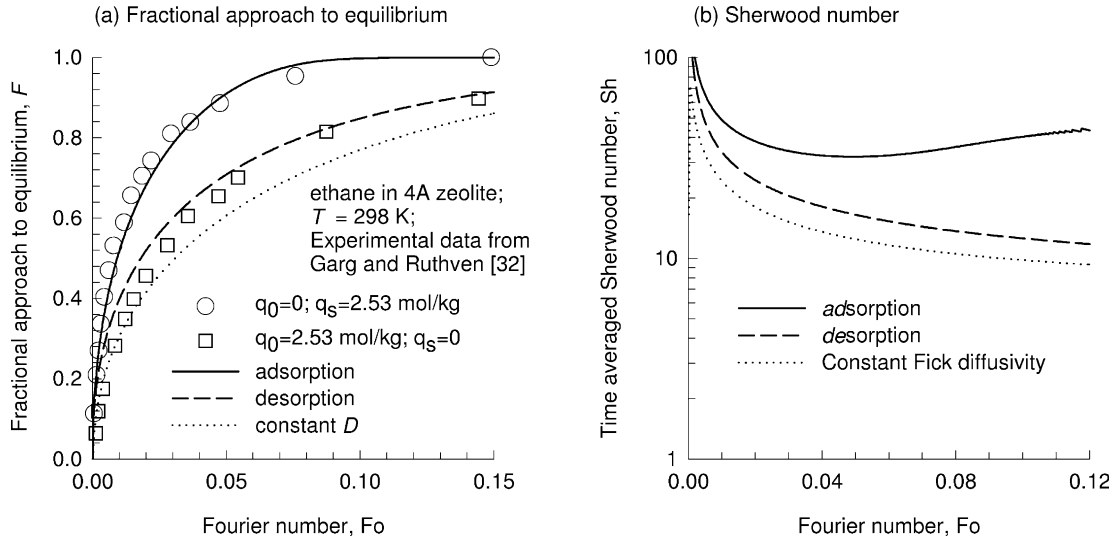 (a) Fractional approach to equilibrium
Fractional approach to equilibrium, F
1.0
0.8
0.6
0.4
0.2
0.0
ethane in 4A zeolite;
T = 298 K;
Experimental data from
Garg and Ruthven [32]
q0=0; qs=2.53 mol/kg
q0=2.53 mol/kg; qs=0
adsorption
desorption
constant D
0.00
0.05
0.10
0.15
Fourier number, Fo
(b) Sherwood number
Time averaged Sherwood number, Sh
100
10
1
adsorption
desorption
Constant Fick diffusivity
0.00
0.04
0.08
0.12
Fourier number, Fo